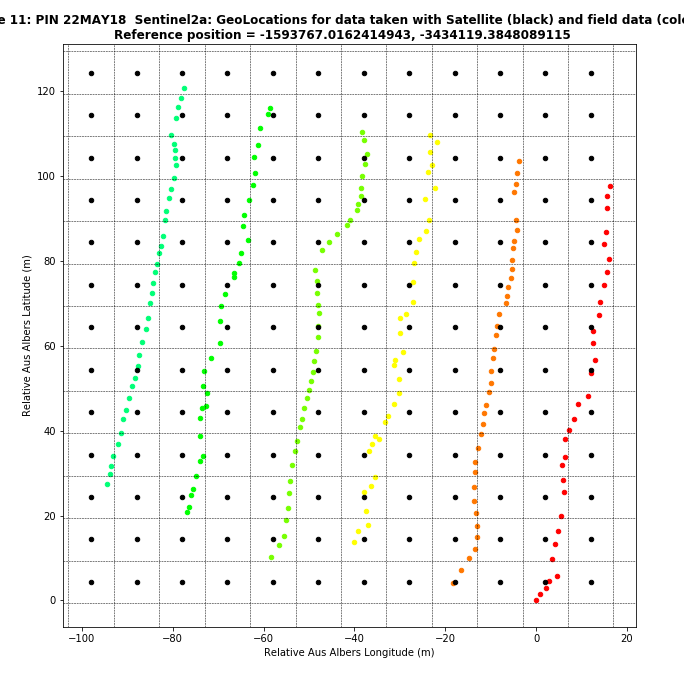 e 11: PIN 22MAY18 Sentinel2a: GeoLocations for data taken with Satellite (black) and field data (colo
Reference position = -1593767.0162414943, -3434119.3848089115
120
100
80
60
40
20
0
Relative Aus Albers Latitude (m)
−100 −80 −60 −40 −20 0 20
Relative Aus Albers Longitude (m)